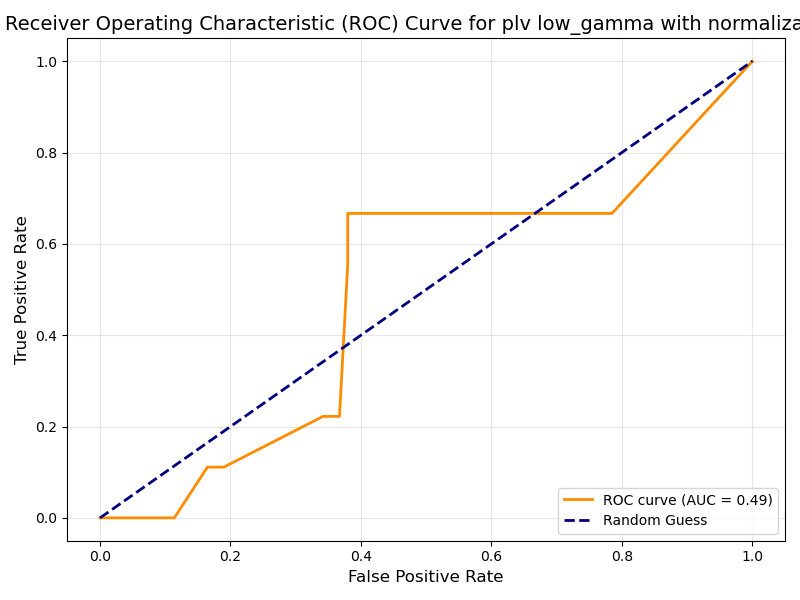 Receiver Operating Characteristic (ROC) Curve for plv low_gamma with normaliza
1.0
0.8
0.6
0.4
0.2
0.0
True Positive Rate
0.0 0.2 0.4 0.6 0.8 1.0
False Positive Rate
ROC curve (AUC = 0.49)
Random Guess